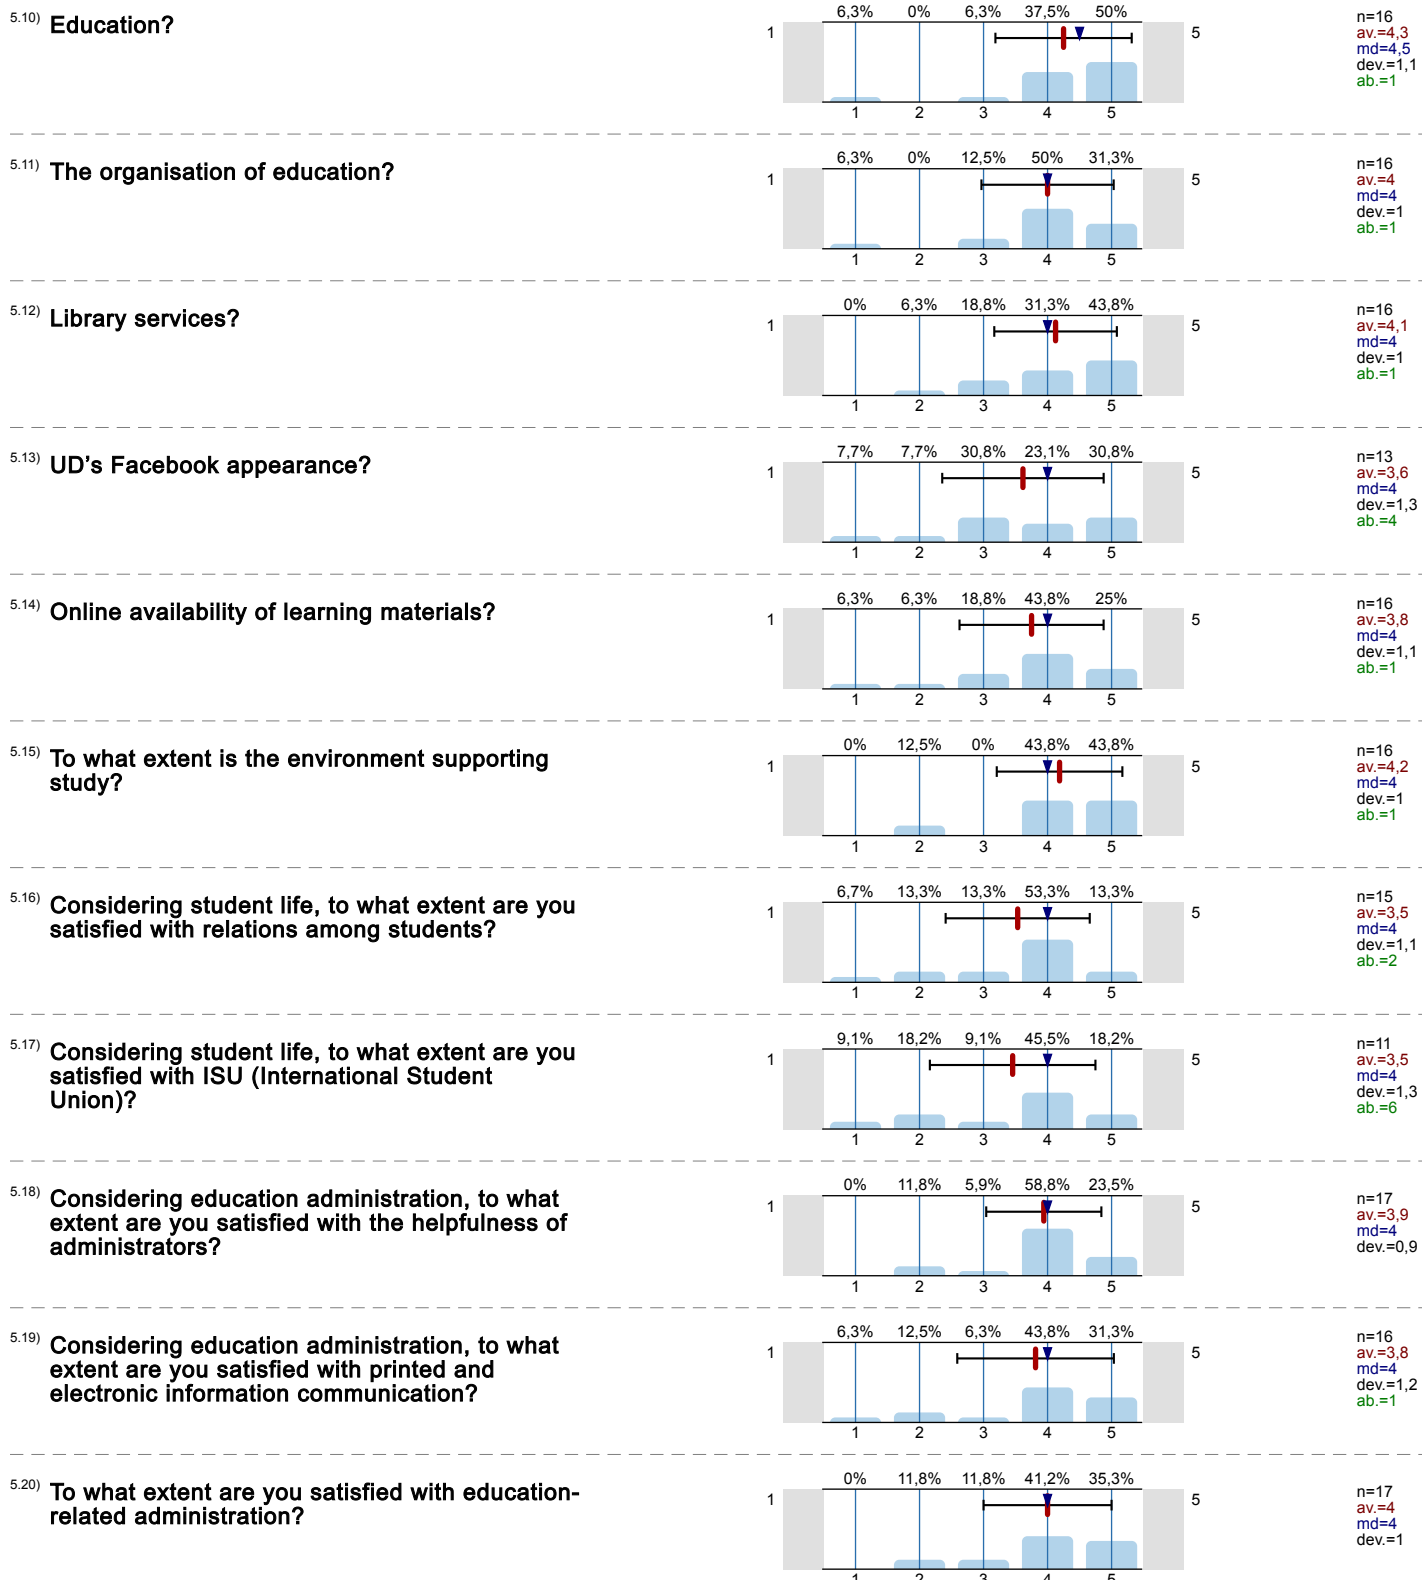 5.10) Education?
6,3% 0% 6,3% 37,5% 50%
1 5
1 2 3 4 5
n=16
av.=4,3
md=4,5
dev.=1,1
ab.=1
5.11) The organisation of education?
6,3% 0% 12,5% 50% 31,3%
1 5
1 2 3 4 5
n=16
av.=4
md=4
dev.=1
ab.=1
5.12) Library services?
0% 6,3% 18,8% 31,3% 43,8%
1 5
1 2 3 4 5
n=16
av.=4,1
md=4
dev.=1
ab.=1
5.13) UD’s Facebook appearance?
7,7% 7,7% 30,8% 23,1% 30,8%
1 5
1 2 3 4 5
n=13
av.=3,6
md=4
dev.=1,3
ab.=4
5.14) Online availability of learning materials?
6,3% 6,3% 18,8% 43,8% 25%
1 5
1 2 3 4 5
n=16
av.=3,8
md=4
dev.=1,1
ab.=1
5.15) To what extent is the environment supporting
study?
0% 12,5% 0% 43,8% 43,8%
1 5
1 2 3 4 5
n=16
av.=4,2
md=4
dev.=1
ab.=1
5.16) Considering student life, to what extent are you
satisfied with relations among students?
6,7% 13,3% 13,3% 53,3% 13,3%
1 5
1 2 3 4 5
n=15
av.=3,5
md=4
dev.=1,1
ab.=2
5.17) Considering student life, to what extent are you
satisfied with ISU (International Student
Union)?
9,1% 18,2% 9,1% 45,5% 18,2%
1 5
1 2 3 4 5
n=11
av.=3,5
md=4
dev.=1,3
ab.=6
5.18) Considering education administration, to what
extent are you satisfied with the helpfulness of
administrators?
0% 11,8% 5,9% 58,8% 23,5%
1 5
1 2 3 4 5
n=17
av.=3,9
md=4
dev.=0,9
5.19) Considering education administration, to what
extent are you satisfied with printed and
electronic information communication?
6,3% 12,5% 6,3% 43,8% 31,3%
1 5
1 2 3 4 5
n=16
av.=3,8
md=4
dev.=1,2
ab.=1
5.20) To what extent are you satisfied with education-
related administration?
0% 11,8% 11,8% 41,2% 35,3%
1 5
1 2 3 4 5
n=17
av.=4
md=4
dev.=1